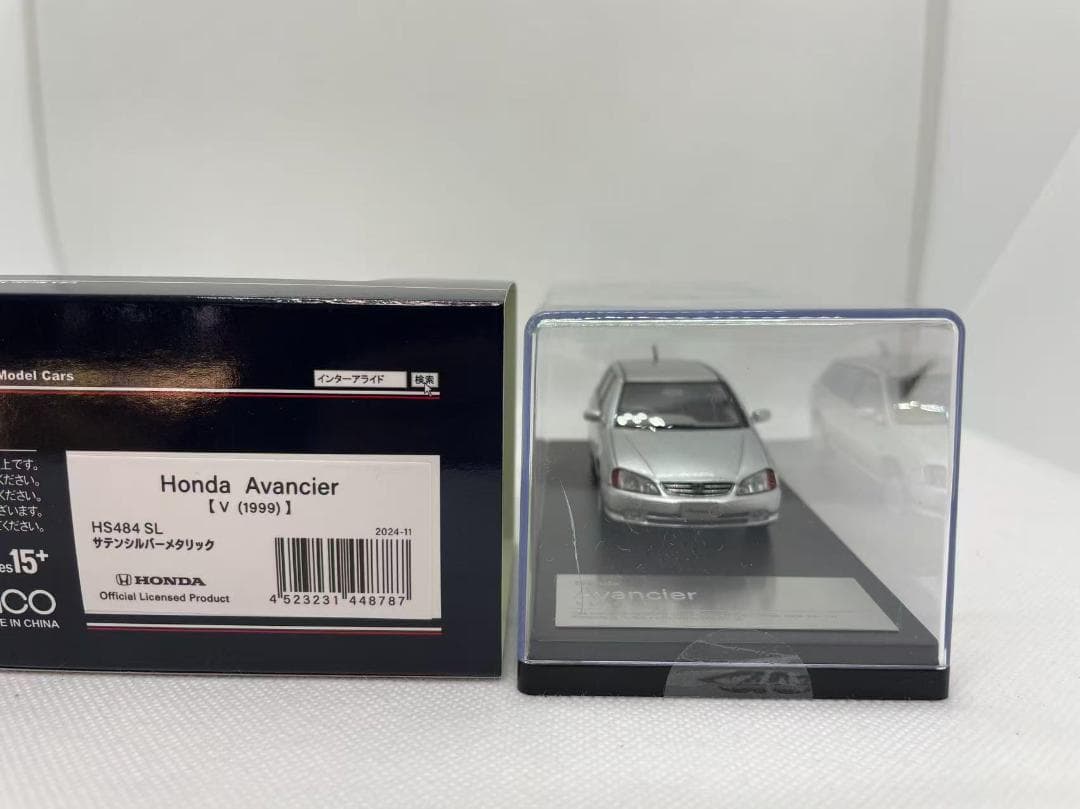 Model Cars
インターアライド 検索
上です。
ください。
ください。
ざいます。
ください。
es15+
CO
E IN CHINA
Honda Avancier
【 V (1999) 】
HS484 SL
2024-11
サテンシルバーメタリック
HONDA
Official Licensed Product
4 523231 448787
Avancier